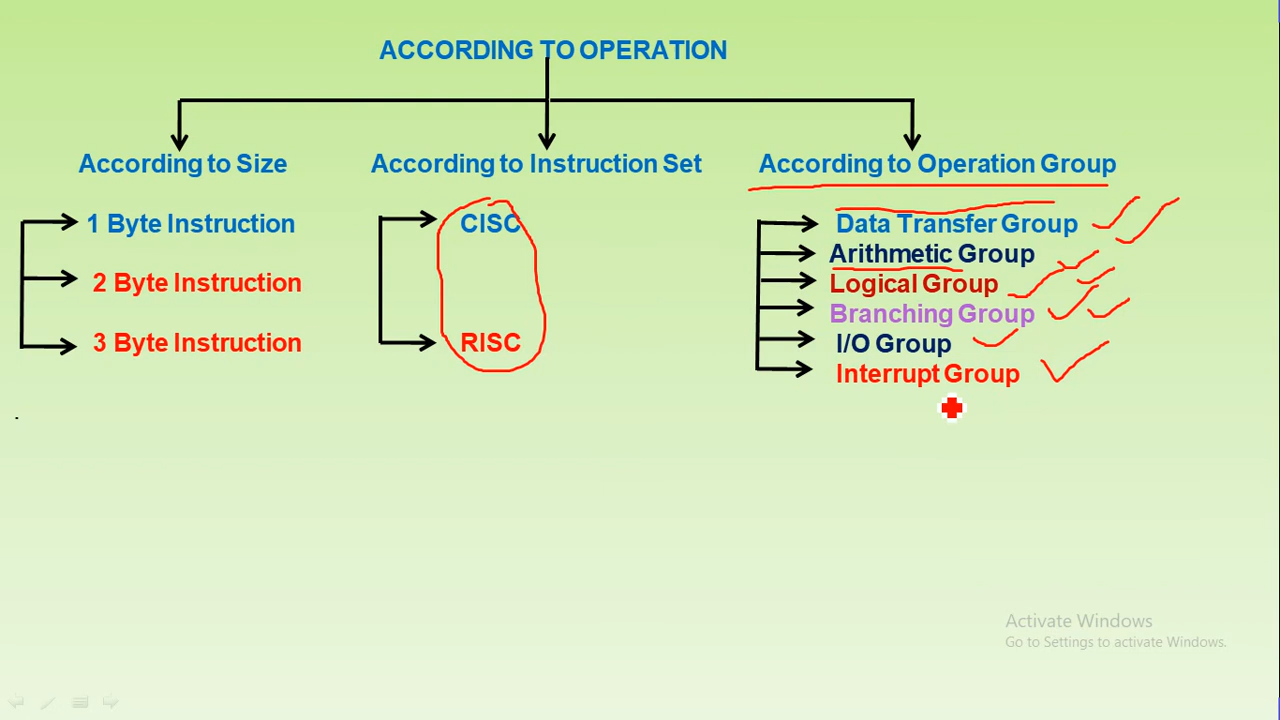 ACCORDING TO OPERATION
According to Size
According to Instruction Set
According to Operation Group
1 Byte Instruction
2 Byte Instruction
3 Byte Instruction
CISC
RISC
Data Transfer Group
Arithmetic Group
Logical Group
Branching Group
I/O Group
Interrupt Group
Activate Windows
Go to Settings to activate Windows.